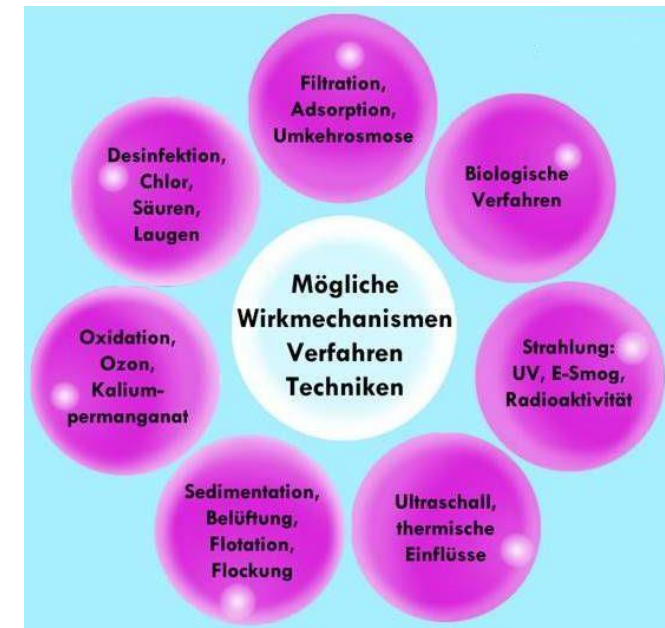 Filtration,
Adsorption,
Umkehrosmose
Biologische
Verfahren
Strahlung:
UV, E-Smog,
Radioaktivität
Ultraschall,
thermische
Einflüsse
Sedimentation,
Belüftung,
Flotation,
Flockung
Oxidation,
Ozon,
Kalium-
permanganat
Desinfektion,
Chlor,
Säuren,
Laugen
Mögliche
Wirkmechanismen
Verfahren
Techniken